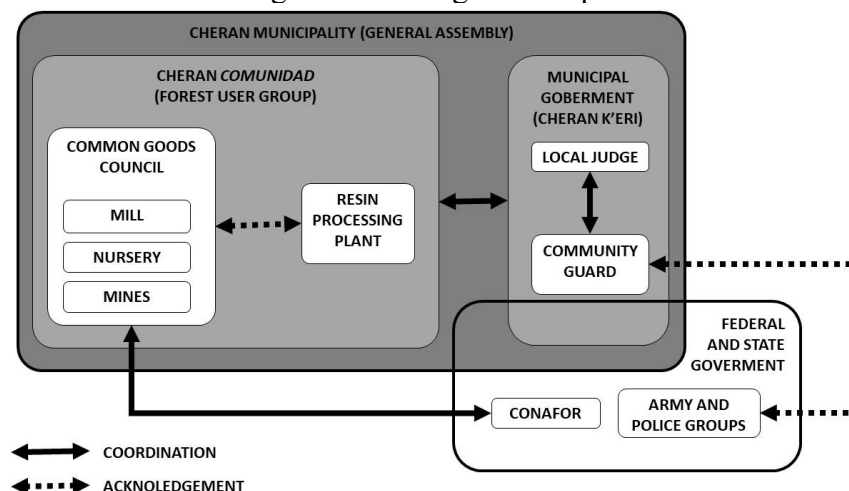 CHERAN MUNICIPALITY (GENERAL ASSEMBLY)
CHERAN COMUNIDAD
(FOREST USER GROUP)
COMMON GOODS
COUNCIL
MILL
NURSERY
MINES
RESIN
PROCESSING
PLANT
MUNICIPAL
GOBERMENT
(CHERAN K'ERI)
LOCAL JUDGE
COMMUNITY
GUARD
FEDERAL
AND STATE
GOVERMENT
CONAFOR
ARMY AND
POLICE GROUPS
COORDINATION
ACKNOLEDGEMENT